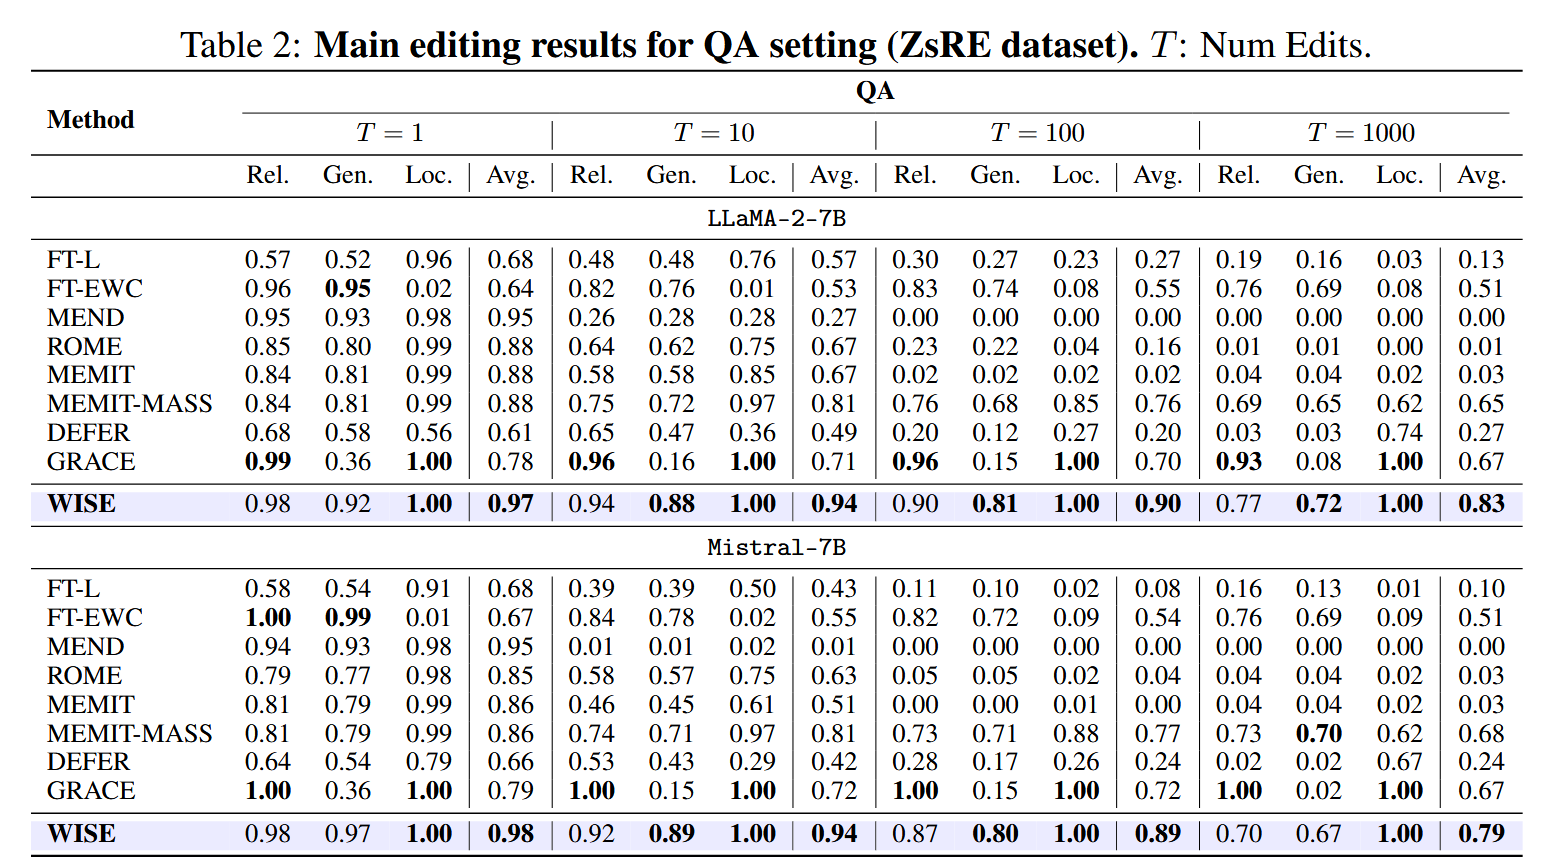 Table 2: Main editing results for QA setting (ZsRE dataset). T: Num Edits.
Method QA
T = 1 T = 10 T = 100 T = 1000
Rel. Gen. Loc. Avg. Rel. Gen. Loc. Avg. Rel. Gen. Loc. Avg. Rel. Gen. Loc. Avg.
LLaMA-2-7B
FT-L 0.57 0.52 0.96 0.68 0.48 0.48 0.76 0.57 0.30 0.27 0.23 0.27 0.19 0.16 0.03 0.13
FT-EWC 0.96 0.95 0.02 0.64 0.82 0.76 0.01 0.53 0.83 0.74 0.08 0.55 0.76 0.69 0.08 0.51
MEND 0.95 0.93 0.98 0.95 0.26 0.28 0.28 0.27 0.00 0.00 0.00 0.00 0.00 0.00 0.00 0.00
ROME 0.85 0.80 0.99 0.88 0.64 0.62 0.75 0.67 0.23 0.22 0.04 0.16 0.01 0.01 0.00 0.01
MEMIT 0.84 0.81 0.99 0.88 0.58 0.58 0.85 0.67 0.02 0.02 0.02 0.02 0.04 0.04 0.02 0.03
MEMIT-MASS 0.84 0.81 0.99 0.88 0.75 0.72 0.97 0.81 0.76 0.68 0.85 0.76 0.69 0.65 0.62 0.65
DEFER 0.68 0.58 0.56 0.61 0.65 0.47 0.36 0.49 0.20 0.12 0.27 0.20 0.03 0.03 0.74 0.27
GRACE 0.99 0.36 1.00 0.78 0.96 0.16 1.00 0.71 0.96 0.15 1.00 0.70 0.93 0.08 1.00 0.67
WISE 0.98 0.92 1.00 0.97 0.94 0.88 1.00 0.94 0.90 0.81 1.00 0.90 0.77 0.72 1.00 0.83
Mistral-7B
FT-L 0.58 0.54 0.91 0.68 0.39 0.39 0.50 0.43 0.11 0.10 0.02 0.08 0.16 0.13 0.01 0.10
FT-EWC 1.00 0.99 0.01 0.67 0.84 0.78 0.02 0.55 0.82 0.72 0.09 0.54 0.76 0.69 0.09 0.51
MEND 0.94 0.93 0.98 0.95 0.01 0.01 0.02 0.01 0.00 0.00 0.00 0.00 0.00 0.00 0.00 0.00
ROME 0.79 0.77 0.98 0.85 0.58 0.57 0.75 0.63 0.05 0.05 0.02 0.04 0.04 0.04 0.02 0.03
MEMIT 0.81 0.79 0.99 0.86 0.46 0.45 0.61 0.51 0.00 0.00 0.01 0.00 0.04 0.04 0.02 0.03
MEMIT-MASS 0.81 0.79 0.99 0.86 0.74 0.71 0.97 0.81 0.73 0.71 0.88 0.77 0.73 0.70 0.62 0.68
DEFER 0.64 0.54 0.79 0.66 0.53 0.43 0.29 0.42 0.28 0.17 0.26 0.24 0.02 0.02 0.67 0.24
GRACE 1.00 0.36 1.00 0.79 1.00 0.15 1.00 0.72 1.00 0.15 1.00 0.72 1.00 0.02 1.00 0.67
WISE 0.98 0.97 1.00 0.98 0.92 0.89 1.00 0.94 0.87 0.80 1.00 0.89 0.70 0.67 1.00 0.79